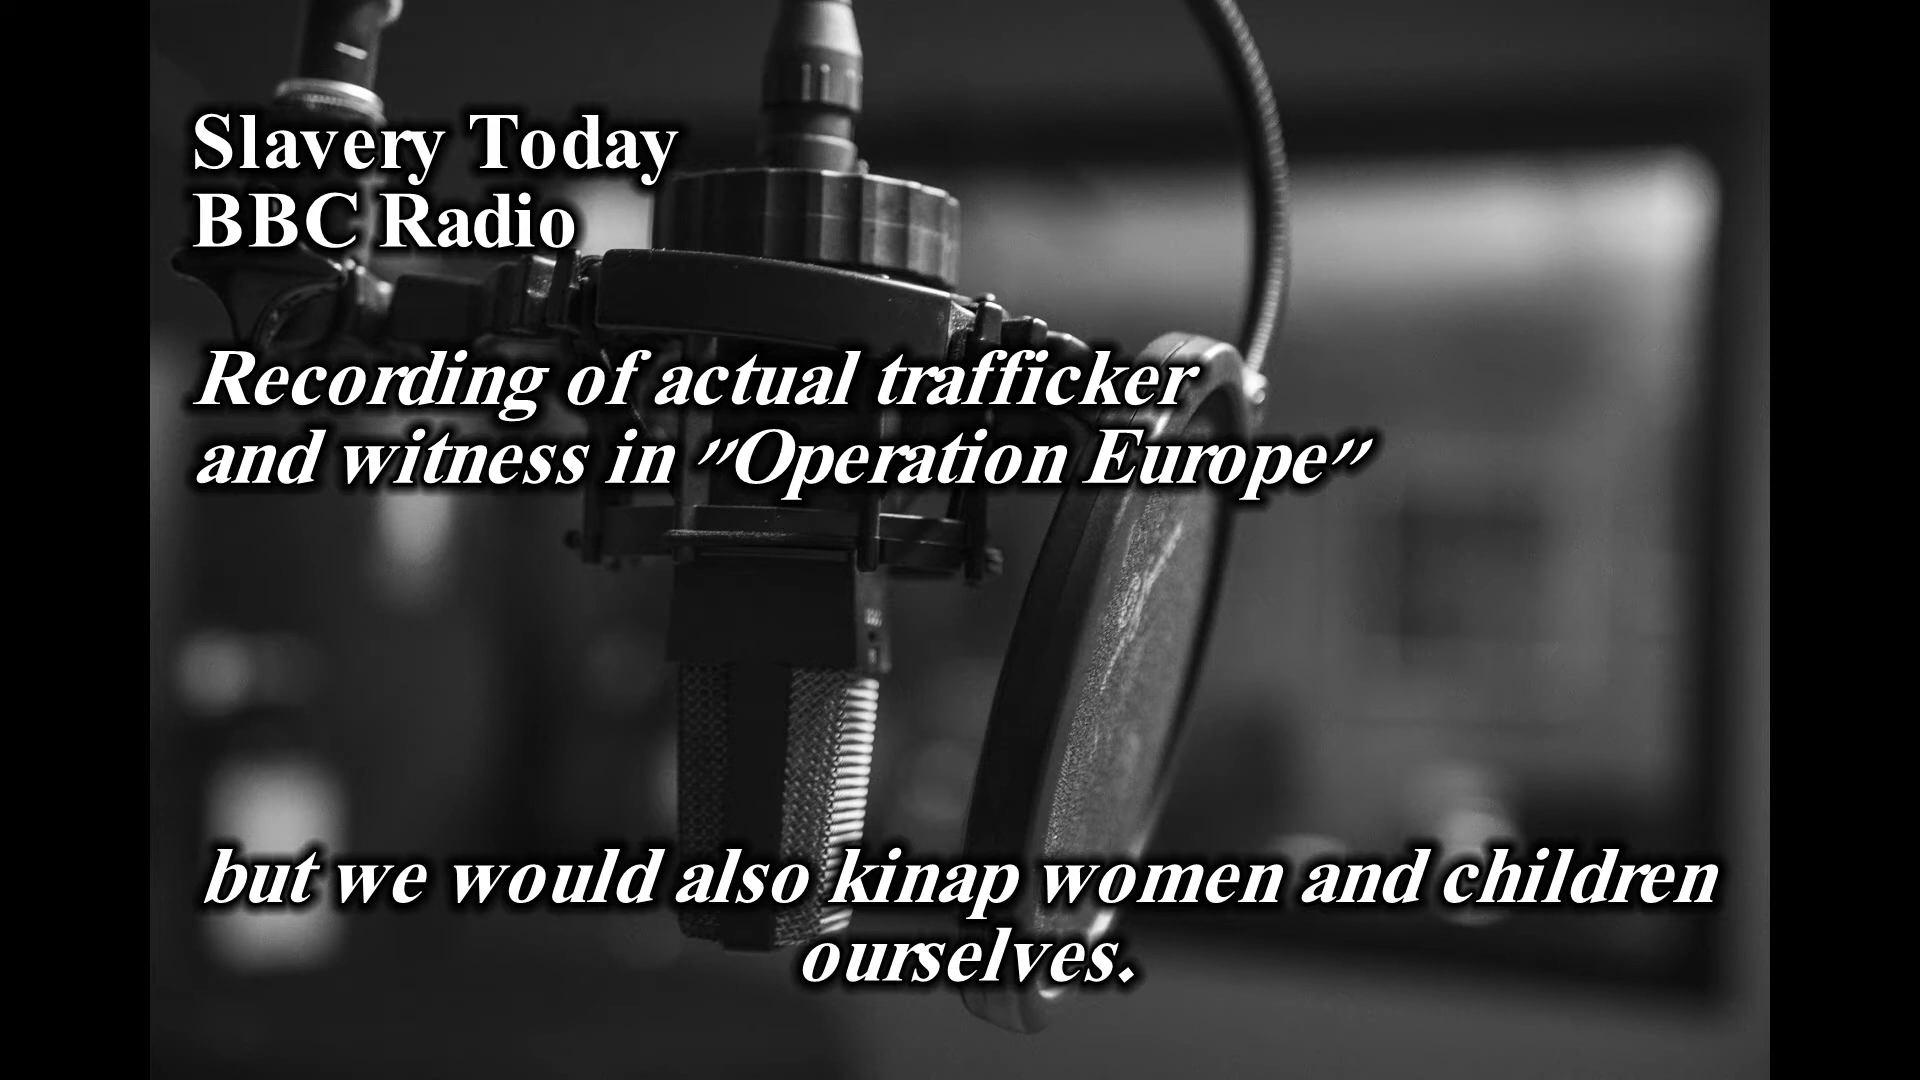 Slavery Today
BBC Radio
Recording of actual trafficker
and witness in "Operation Europe"
but we would also kinap women and children
ourselves.